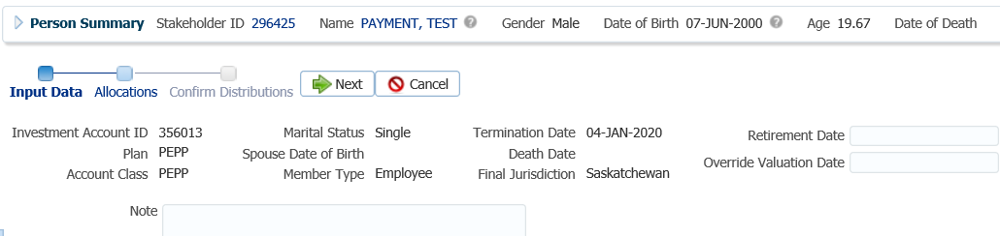 Person Summary Stakeholder ID 296425 Name PAYMENT, TEST Gender Male Date of Birth 07-JUN-2000 Age 19.67 Date of Death
Input Data Allocations Confirm Distributions Next Cancel
Investment Account ID 356013 Marital Status Single Termination Date 04-JAN-2020 Retirement Date
Plan PEPP Spouse Date of Birth Death Date Override Valuation Date
Account Class PEPP Member Type Employee Final Jurisdiction Saskatchewan
Note